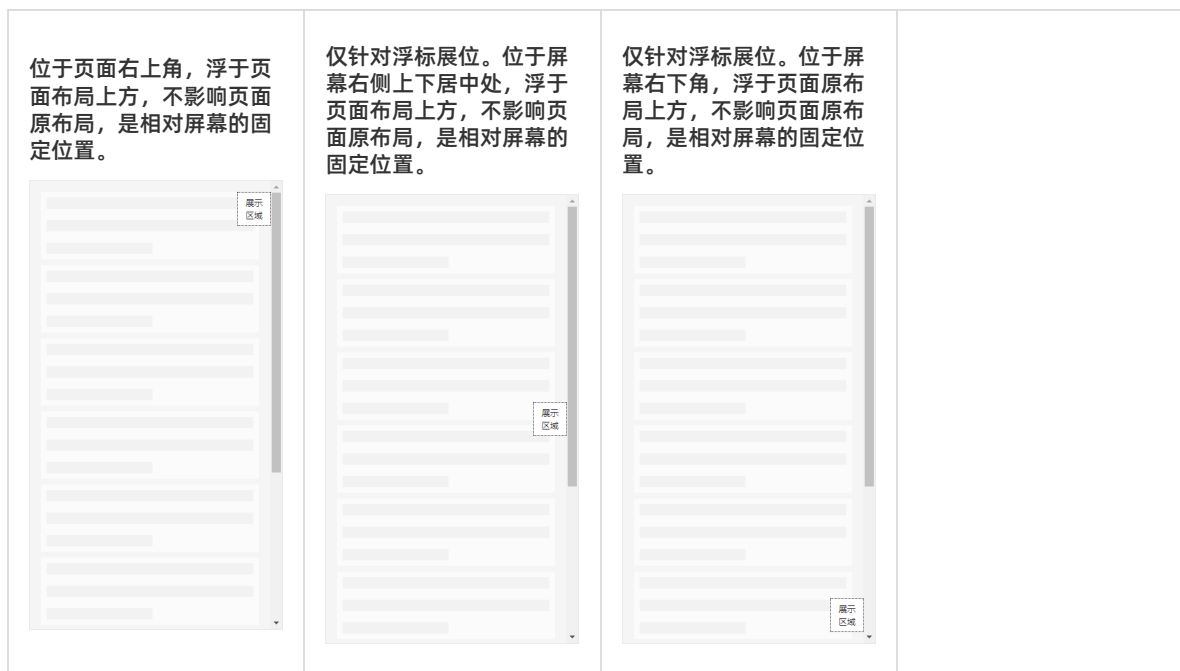 位于页面右上角，浮于页
面布局上方，不影响页面
原布局，是相对屏幕的固
定位置。
展示
区域
仅针对浮标展位。位于屏
幕右侧上下居中处，浮于
页面布局上方，不影响页
面原布局，是相对屏幕的
固定位置。
展示
区域
仅针对浮标展位。位于屏
幕右下角，浮于页面原布
局上方，不影响页面原布
局，是相对屏幕的固定位
置。
展示
区域